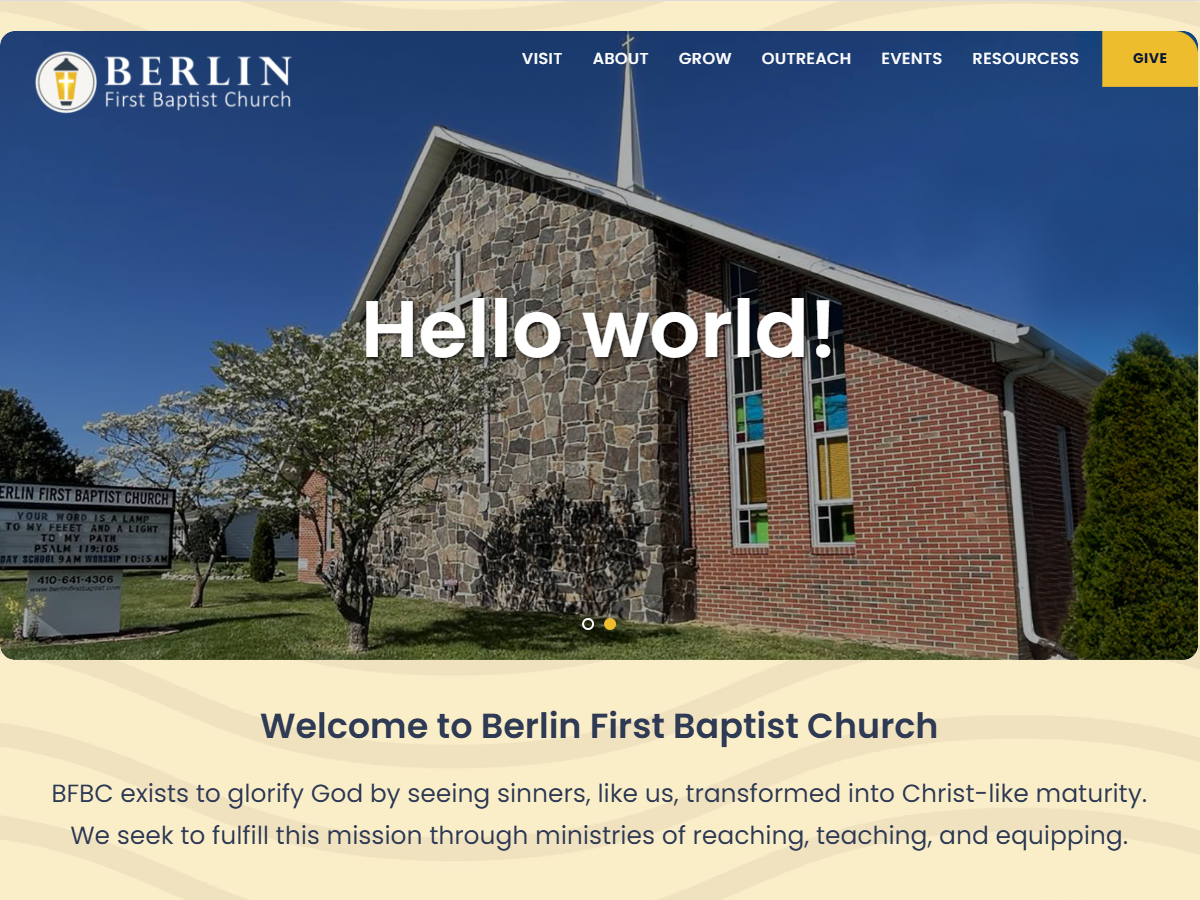 BERLIN
First Baptist Church
VISIT ABOUT GROW OUTREACH EVENTS RESOURCESS GIVE
Hello world!
ERLIN FIRST BAPTIST CHURCH
YOUR WORD IS A LAMP
TO MY FEEET AND A LIGHT
TO MY PATH
PSALM 119:105
DAY SCHOOL 9AM WORSHIP 10:15AM
410-641-4306
www.berlinfirstbaptist.com
Welcome to Berlin First Baptist Church
BFBC exists to glorify God by seeing sinners, like us, transformed into Christ-like maturity.
We seek to fulfill this mission through ministries of reaching, teaching, and equipping.